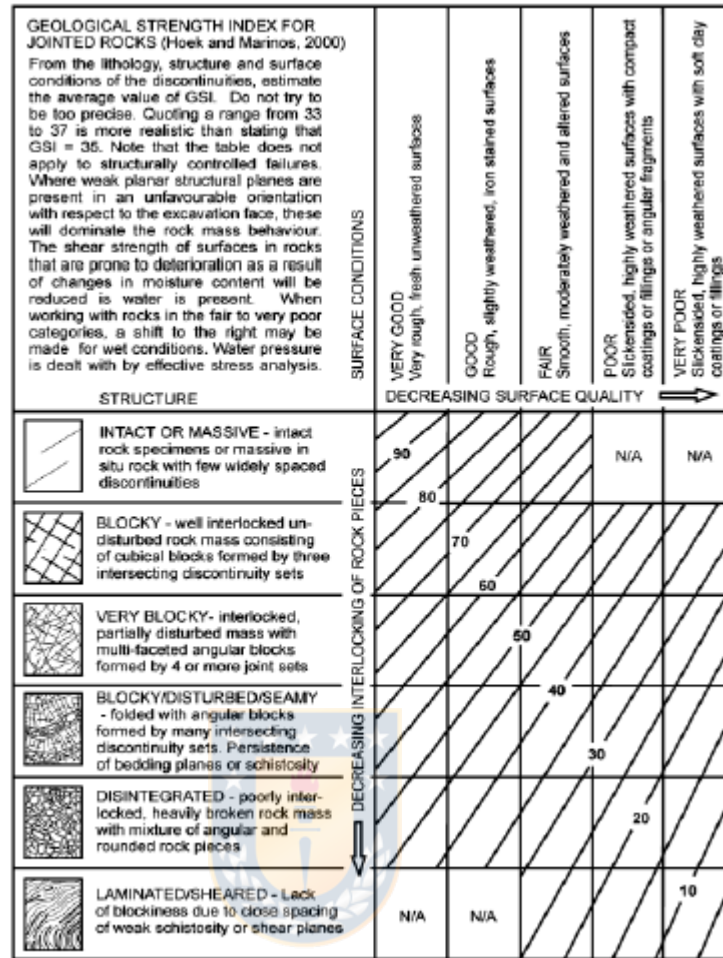 GEOLOGICAL STRENGTH INDEX FOR
JOINTED ROCKS (Hoek and Marinos, 2000)
From the lithology, structure and surface
conditions of the discontinuities, estimate
the average value of GSI. Do not try to
be too precise. Quoting a range from 33
to 37 is more realistic than stating that
GSI = 35. Note that the table does not
apply to structurally controlled failures.
Where weak planar structural planes are
present in an unfavourable orientation
with respect to the excavation face, these
will dominate the rock mass behaviour.
The shear strength of surfaces in rocks
that are prone to deterioration as a result
of changes in moisture content will be
reduced is water is present. When
working with rocks in the fair to very poor
categories, a shift to the right may be
made for wet conditions. Water pressure
is dealt with by effective stress analysis.
STRUCTURE
SURFACE CONDITIONS
VERY GOOD
Very rough, fresh unweathered surfaces
GOOD
Rough, slightly weathered, iron stained surfaces
FAIR
Smooth, moderately weathered and altered surfaces
POOR
Slickensided, highly weathered surfaces with compact
coatings or fillings or angular fragments
VERY POOR
Slickensided, highly weathered surfaces with soft clay
coatings or fillings
DECREASING SURFACE QUALITY
DECREASING INTERLOCKING OF ROCK PIECES
INTACT OR MASSIVE - intact
rock specimens or massive in
situ rock with few widely spaced
discontinuities
90
80
N/A
N/A
BLOCKY - well interlocked un-
disturbed rock mass consisting
of cubical blocks formed by three
intersecting discontinuity sets
70
60
VERY BLOCKY- interlocked,
partially disturbed mass with
multi-faceted angular blocks
formed by 4 or more joint sets
50
BLOCKY/DISTURBED/SEAMY
- folded with angular blocks
formed by many intersecting
discontinuity sets. Persistence
of bedding planes or schistosity
40
30
DISINTEGRATED - poorly inter-
locked, heavily broken rock mass
with mixture of angular and
rounded rock pieces
20
LAMINATED/SHEARED - Lack
of blockiness due to close spacing
of weak schistosity or shear planes
N/A
N/A
10